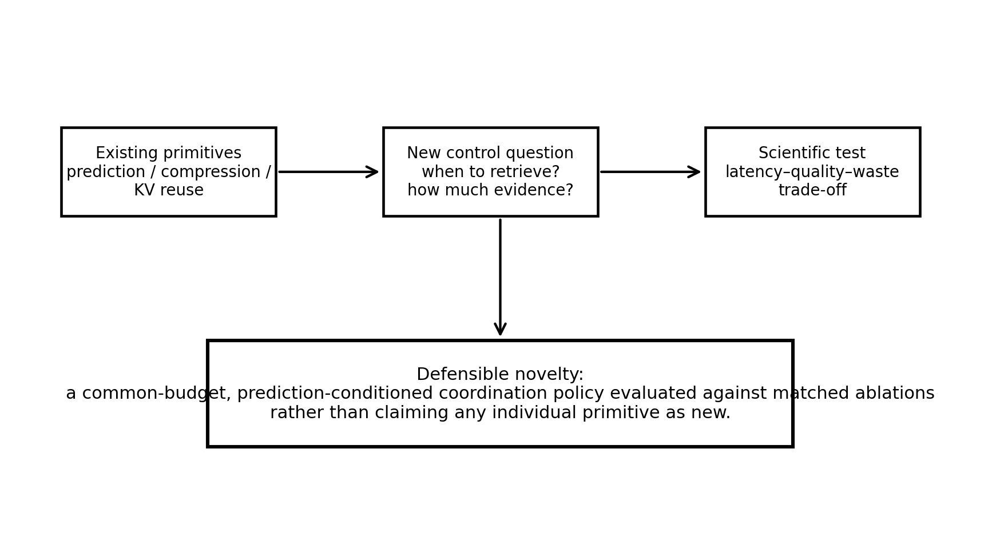 Existing primitives
prediction / compression /
KV reuse
New control question
when to retrieve?
how much evidence?
Scientific test
latency–quality–waste
trade-off
Defensible novelty:
a common-budget, prediction-conditioned coordination policy evaluated against matched ablations
rather than claiming any individual primitive as new.